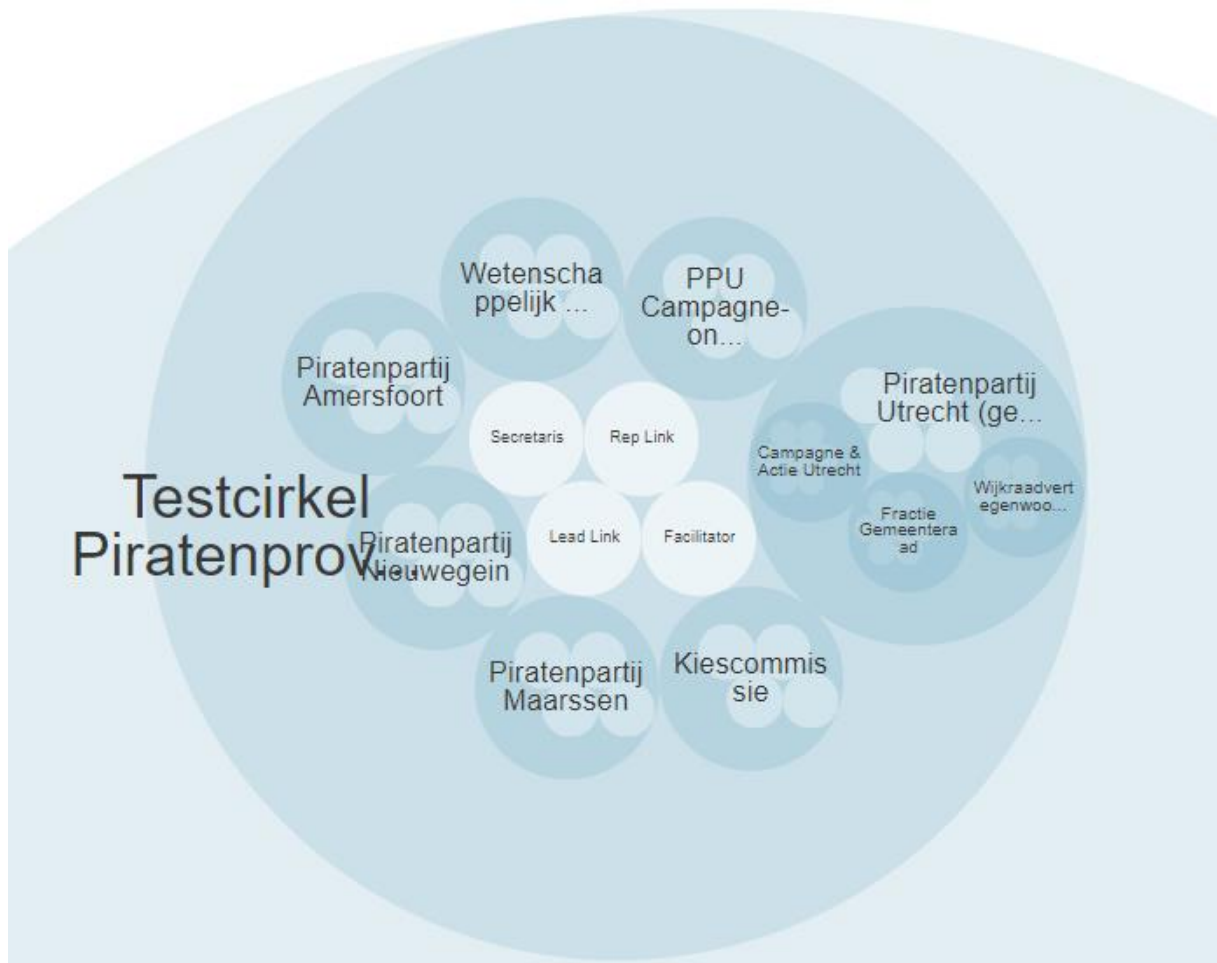 Wetenscha
ppelijk ...
PPU
Campagne-
on...
Piratenpartij
Amersfoort
Piratenpartij
Utrecht (ge...
Secretaris
Rep Link
Campagne &
Actie Utrecht
Wijkraadvert
egenwoo...
Fractie
Gemeentera
ad
Testcirkel
Piratenprov...
Piratenpartij
Nieuwegein
Lead Link
Facilitator
Piratenpartij
Maarssen
Kiescommis
sie